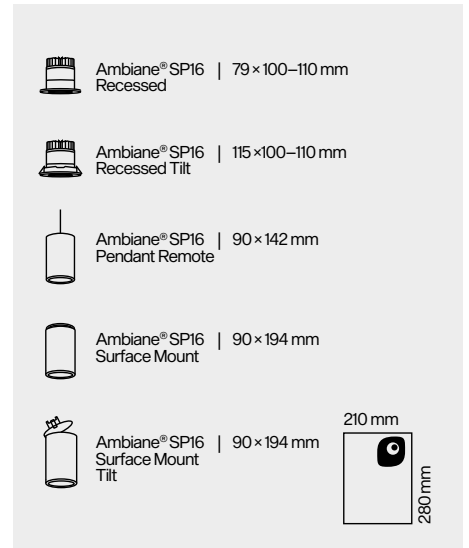 Ambiane® SP16 | 79 × 100–110 mm
Recessed
Ambiane® SP16 | 115 ×100–110 mm
Recessed Tilt
Ambiane® SP16 | 90 × 142 mm
Pendant Remote
Ambiane® SP16 | 90 × 194 mm
Surface Mount
Ambiane® SP16 | 90 × 194 mm
Surface Mount
Tilt
210 mm
280 mm